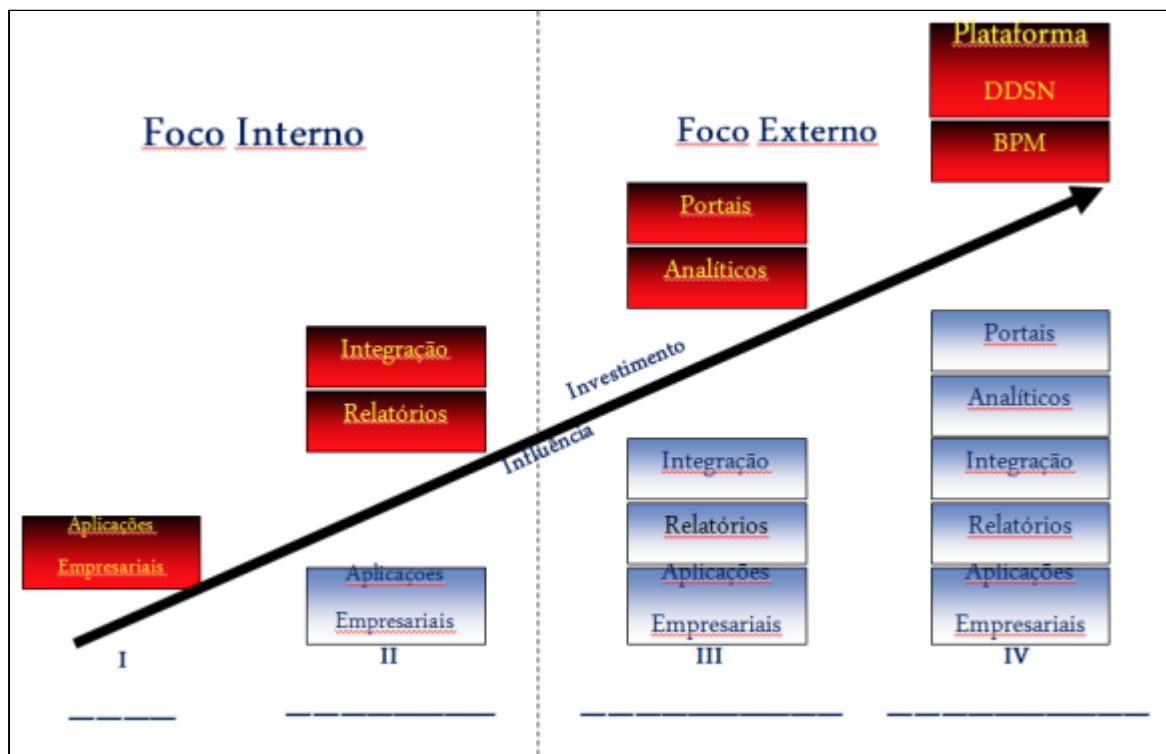 Foco Interno
Foco Externo
Plataforma
DDSN
BPM
Portais
Analíticos
Integração
Relatórios
Aplicações
Empresariais
Investimento
Influência
Aplicaçoes
Empresariais
Integração
Relatórios
Aplicações
Empresariais
Portais
Analíticos
Integração
Relatórios
Aplicações
Empresariais
I
II
III
IV